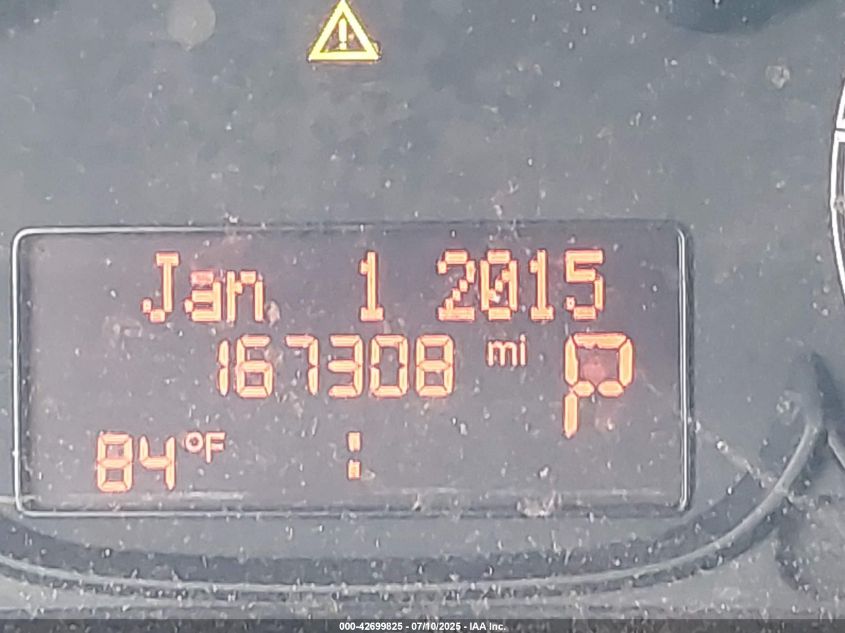 Jan 1 2015
167308 mi P
84°F :
000-42699825 - 07/10/2025 - IAA Inc.